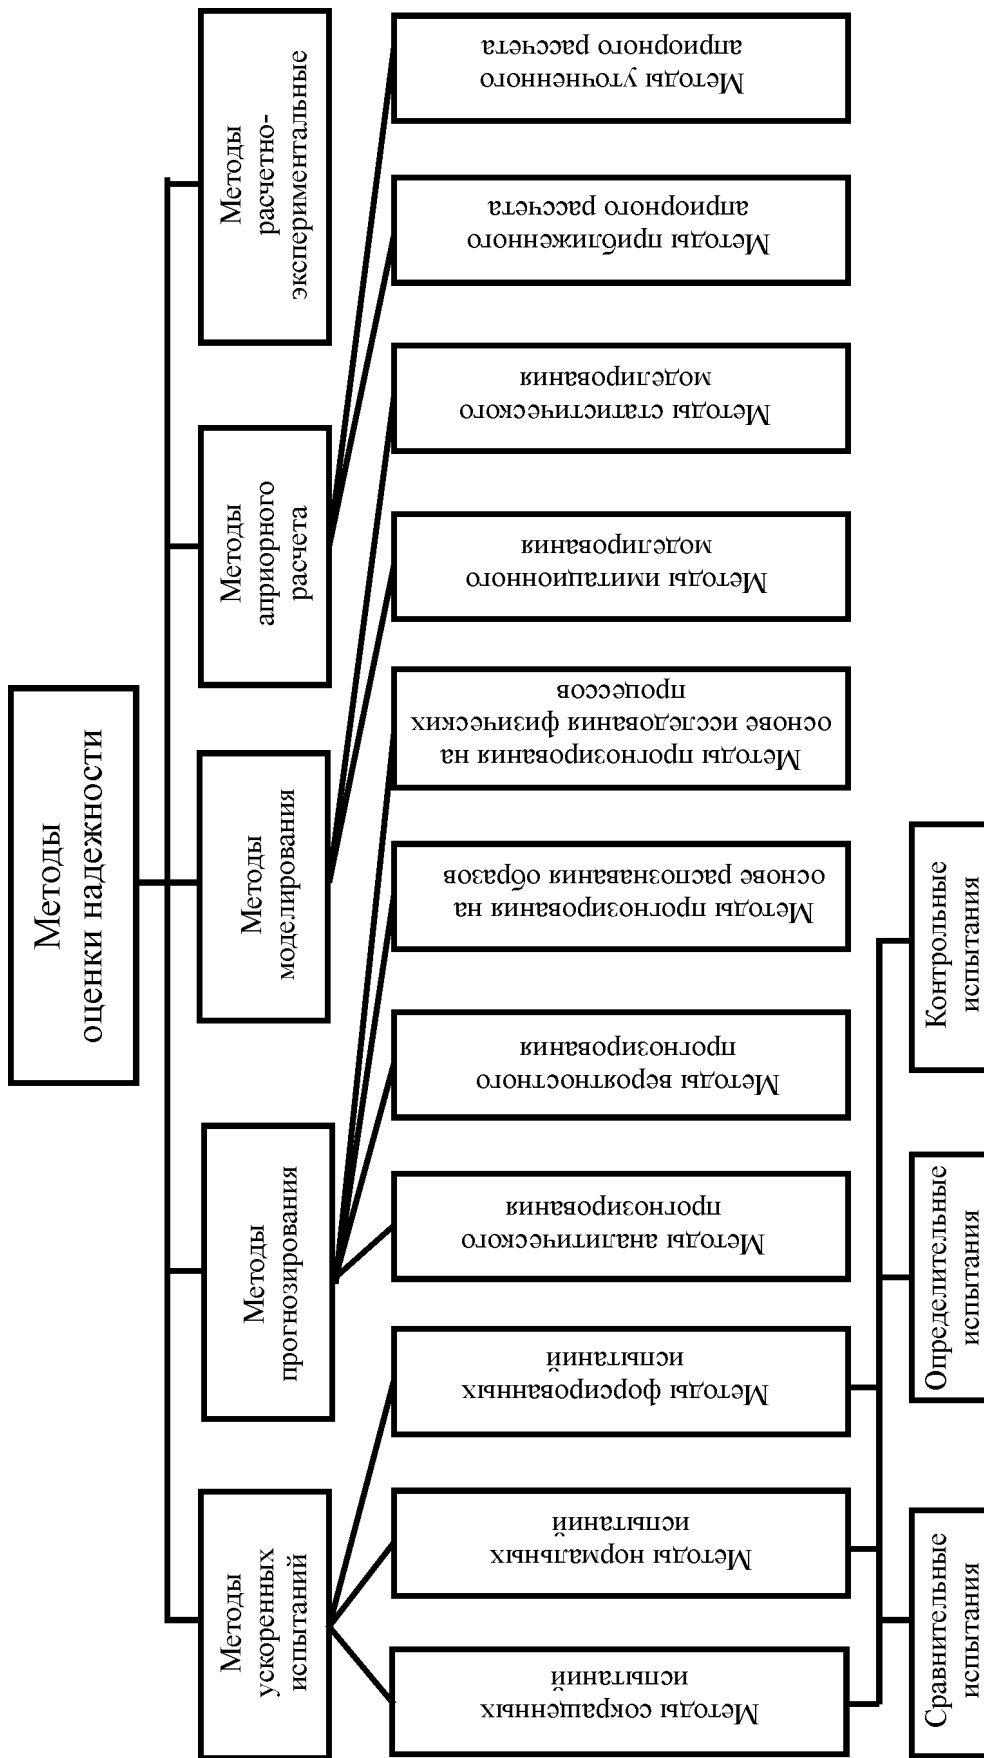 Методы
оценки надежности
Методы
ускоренных
испытаний
Методы
прогнозирования
Методы
моделирования
Методы
априорного
расчета
Методы
расчетно-
экспериментальные
Методы сокращенных
испытаний
Методы нормальных
испытаний
Методы форсированных
испытаний
Методы аналитического
прогнозирования
Методы вероятностного
прогнозирования
Методы прогнозирования на
основе распознавания образов
Методы прогнозирования на
основе исследования физических
процессов
Методы имитационного
моделирования
Методы статистического
моделирования
Методы приближенного
априорного рассчета
Методы уточненного
априорного рассчета
Сравнительные
испытания
Определительные
испытания
Контрольные
испытания